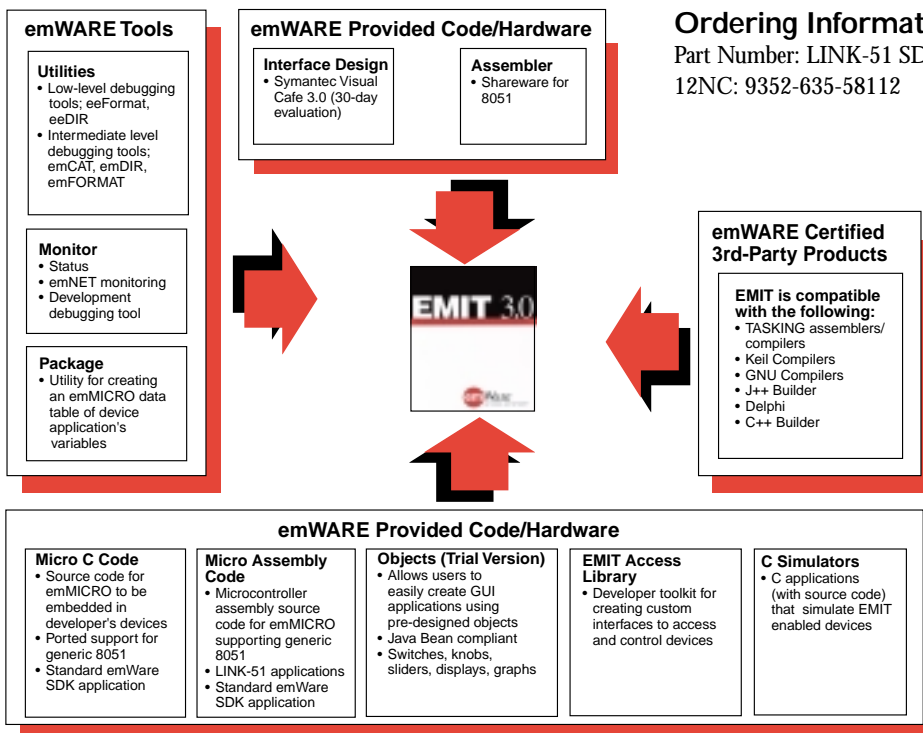 emWARE Tools
Utilities
• Low-level debugging
tools; eeFormat,
eeDIR
• Intermediate level
debugging tools;
emCAT, emDIR,
emFORMAT
Monitor
• Status
• emNET monitoring
• Development
debugging tool
Package
• Utility for creating
an emMICRO data
table of device
application's
variables
emWARE Provided Code/Hardware
Interface Design
• Symantec Visual
Cafe 3.0 (30-day
evaluation)
Assembler
• Shareware for
8051
Ordering Informat
Part Number: LINK-51 SD
12NC: 9352-635-58112
EMIT 3.0
emWare
emWARE Certified
3rd-Party Products
EMIT is compatible
with the following:
• TASKING assemblers/
compilers
• Keil Compilers
• GNU Compilers
• J++ Builder
• Delphi
• C++ Builder
emWARE Provided Code/Hardware
Micro C Code
• Source code for
emMICRO to be
embedded in
developer's devices
• Ported support for
generic 8051
• Standard emWare
SDK application
Micro Assembly
Code
• Microcontroller
assembly source
code for emMICRO
supporting generic
8051
• LINK-51 applications
• Standard emWare
SDK application
Objects (Trial Version)
• Allows users to
easily create GUI
applications using
pre-designed objects
• Java Bean compliant
• Switches, knobs,
sliders, displays, graphs
EMIT Access
Library
• Developer toolkit for
creating custom
interfaces to access
and control devices
C Simulators
• C applications
(with source code)
that simulate EMIT
enabled devices